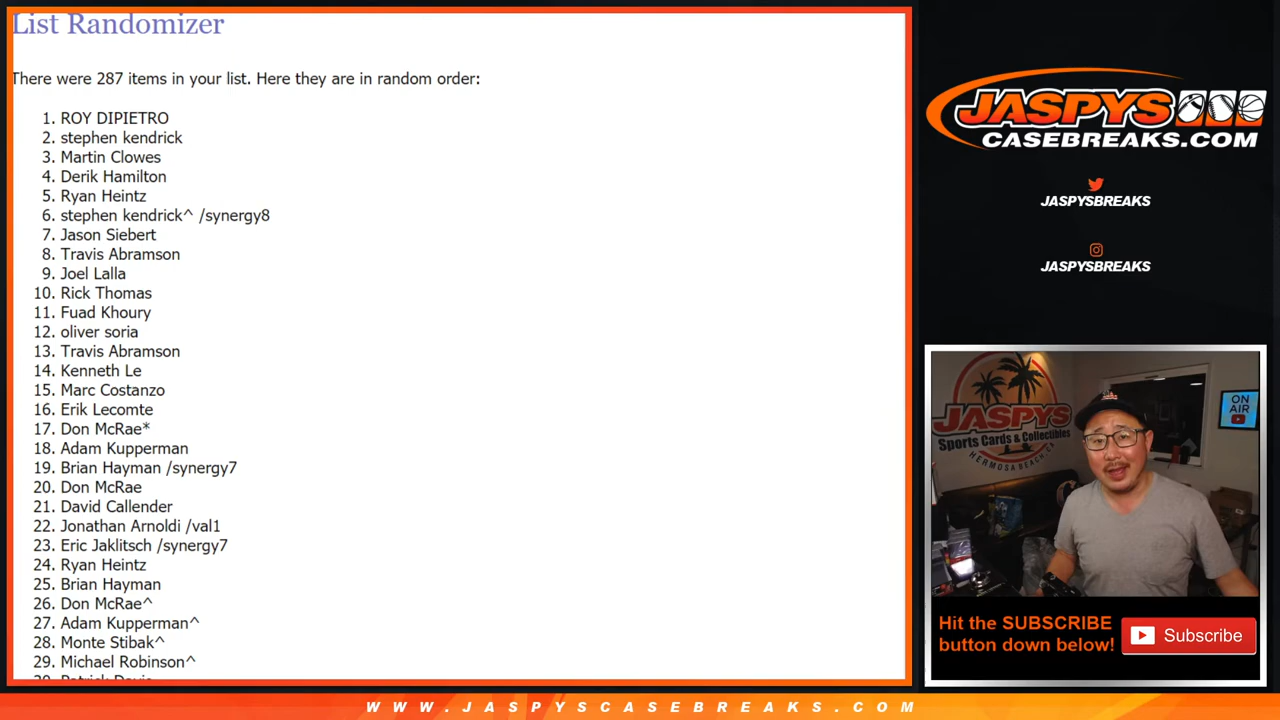 List Randomizer
There were 287 items in your list. Here they are in random order:
1. ROY DIPIETRO
2. stephen kendrick
3. Martin Clowes
4. Derik Hamilton
5. Ryan Heintz
6. stephen kendrick^ /synergy8
7. Jason Siebert
8. Travis Abramson
9. Joel Lalla
10. Rick Thomas
11. Fuad Khoury
12. oliver soria
13. Travis Abramson
14. Kenneth Le
15. Marc Costanzo
16. Erik Lecomte
17. Don McRae*
18. Adam Kupperman
19. Brian Hayman /synergy7
20. Don McRae
21. David Callender
22. Jonathan Arnoldi /val1
23. Eric Jaklitsch /synergy7
24. Ryan Heintz
25. Brian Hayman
26. Don McRae^
27. Adam Kupperman^
28. Monte Stibak^
29. Michael Robinson^
JASPYS
CASEBREAKS.COM
JASPYSBREAKS
JASPYSBREAKS
JASPYS
Sports Cards & Collectibles
HERMOSA BEACH, CA
ON
AIR
Hit the SUBSCRIBE
button down below!
Subscribe
WWW.JASPYSCASEBREAKS.COM